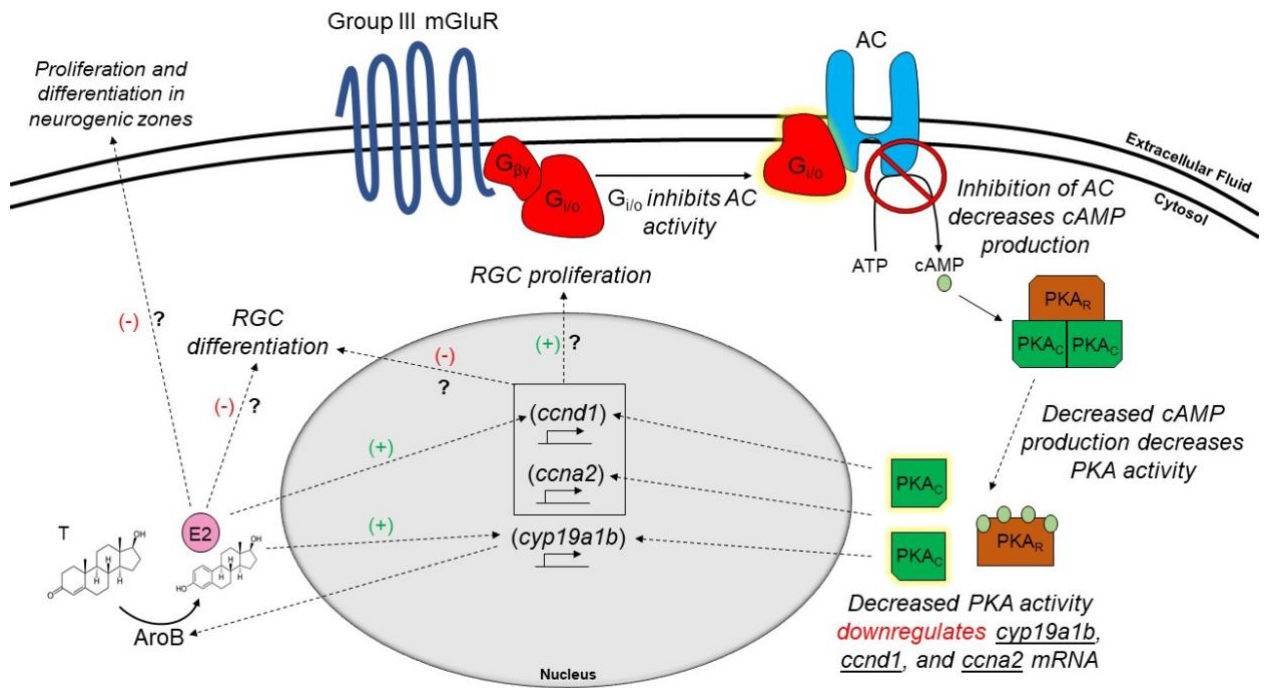 Group III mGluR
AC
Proliferation and
differentiation in
neurogenic zones
Extracellular Fluid
Cytosol
Gβγ
Gi/o
Gi/o inhibits AC
activity
Gi/o
Inhibition of AC
decreases cAMP
production
ATP
cAMP
RGC proliferation
PKAR
PKAC
PKAC
(-)
?
RGC
differentiation
(-)
?
(+)
?
(-)
?
(ccnd1)
Decreased cAMP
production decreases
PKA activity
(+)
(ccna2)
PKAC
T
OH
E2
OH
(+)
(cyp19a1b)
PKAC
PKAR
H
H
H
O
H
H
H
HO
AroB
Decreased PKA activity
downregulates cyp19a1b,
ccnd1, and ccna2 mRNA
Nucleus